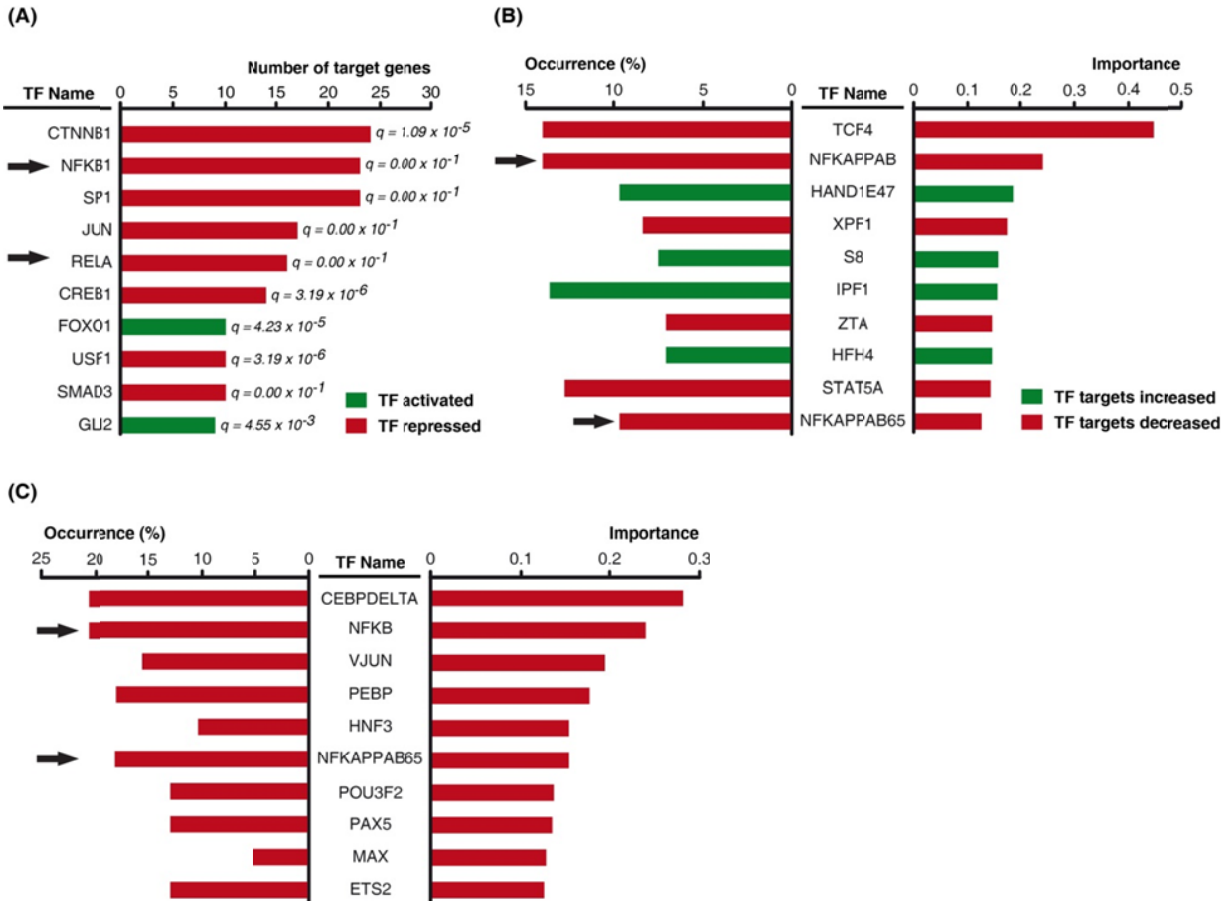 (A)
Number of target genes
TF Name
0 5 10 15 20 25 30
CTNNB1 q = 1.09 x 10-5
NFKB1 q = 0.00 x 10-1
SP1 q = 0.00 x 10-1
JUN q = 0.00 x 10-1
RELA q = 0.00 x 10-1
CREB1 q = 3.19 x 10-6
FOXO1 q = 4.23 x 10-5
USF1 q = 3.19 x 10-6
SMAD3 q = 0.00 x 10-1
GLI2 q = 4.55 x 10-3
TF activated
TF repressed
(B)
Occurrence (%) Importance
15 10 5 0 TF Name 0 0.1 0.2 0.3 0.4 0.5
TCF4
NFKAPPAB
HAND1E47
XPF1
S8
IPF1
ZTA
HFH4
STAT5A
NFKAPPAB65
TF targets increased
TF targets decreased
(C)
Occurrence (%) Importance
25 20 15 10 5 0 TF Name 0 0.1 0.2 0.3
CEBPDELTA
NFKB
VJUN
PEBP
HNF3
NFKAPPAB65
POU3F2
PAX5
MAX
ETS2